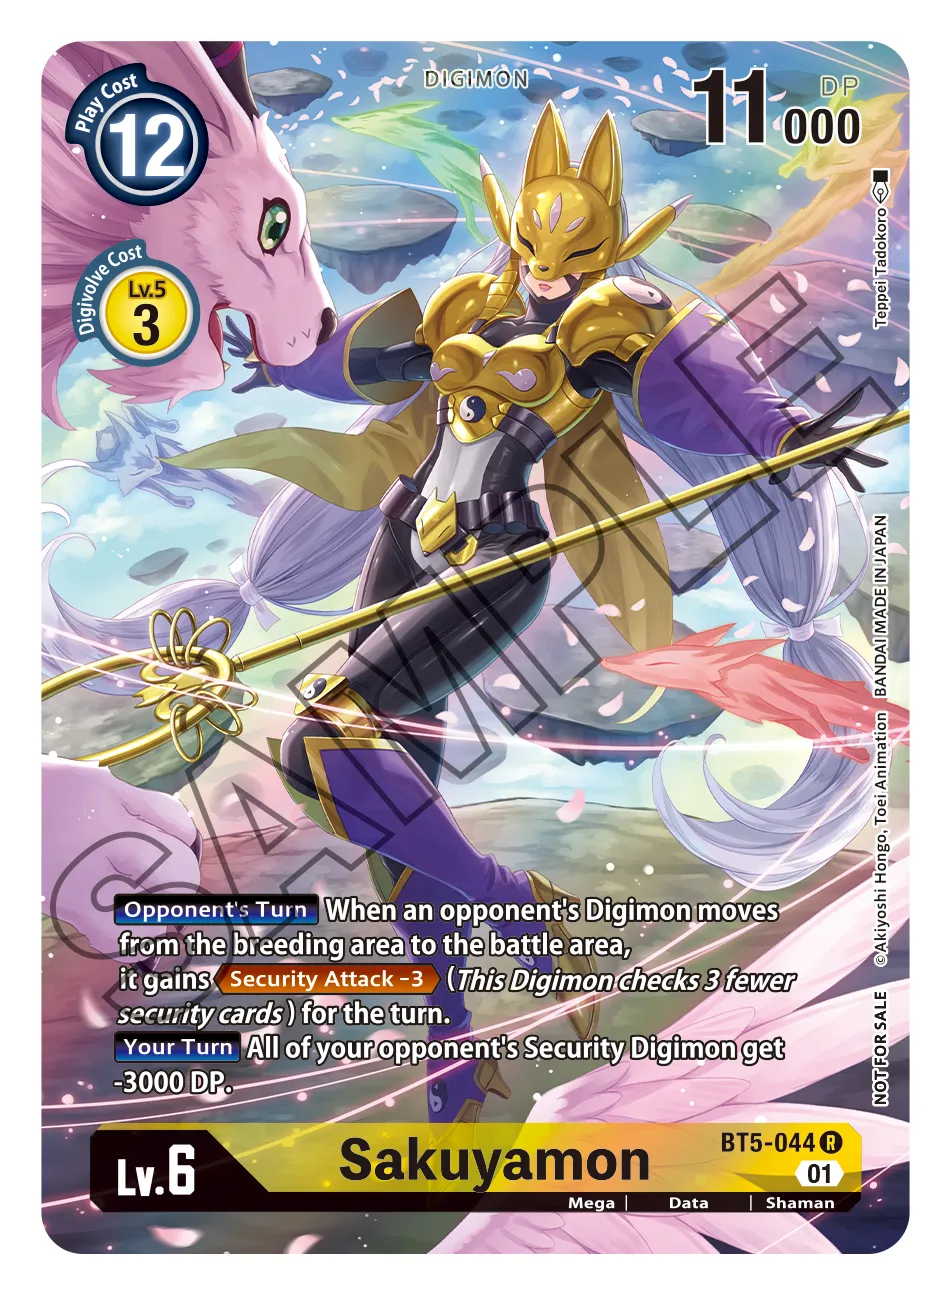 DIGIMON
Play Cost
12
11000
DP
Digivolve Cost
Lv.5
3
Teppei Tadokoro
SAMPLE
BANDAI MADE IN JAPAN
©Akiyoshi Hongo, Toei Animation
NOT FOR SALE
Opponent's Turn When an opponent's Digimon moves
from the breeding area to the battle area,
it gains Security Attack -3 (This Digimon checks 3 fewer
security cards) for the turn.
Your Turn All of your opponent's Security Digimon get
-3000 DP.
Lv.6
Sakuyamon
BT5-044 R
01
Mega | Data | Shaman